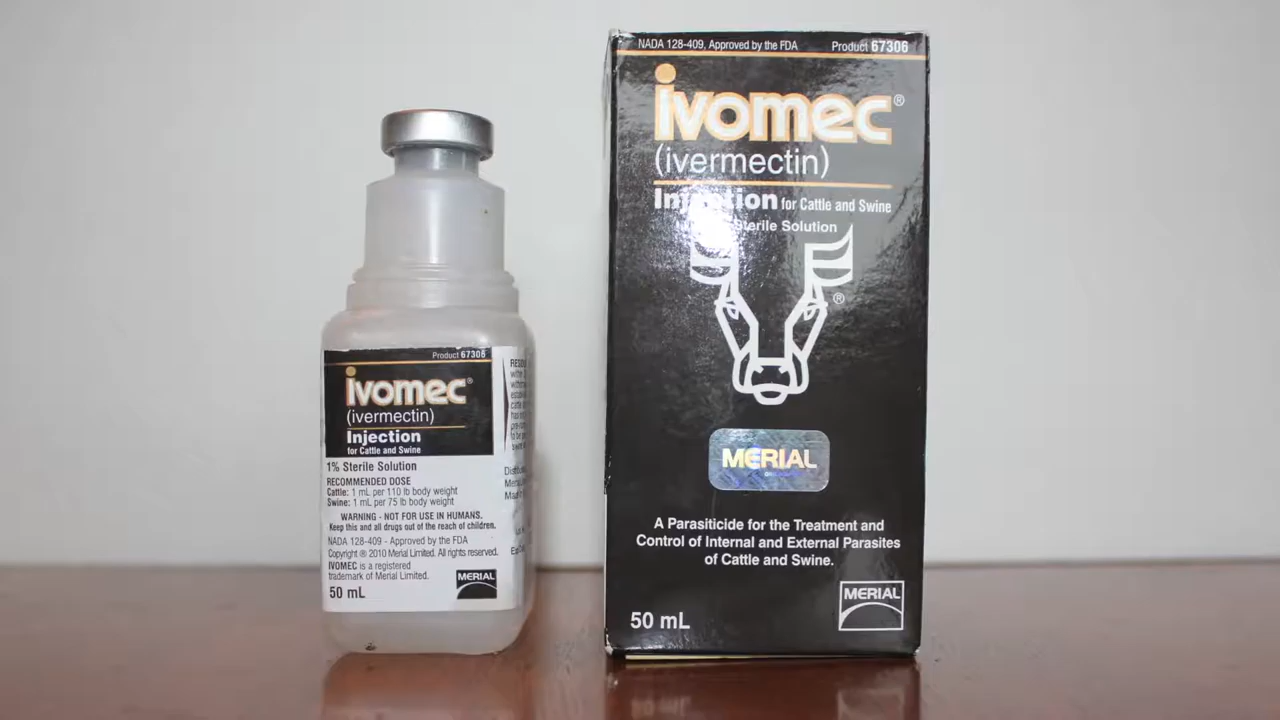 Product 67306
ivomec®
(ivermectin)
Injection
for Cattle and Swine
1% Sterile Solution
RECOMMENDED DOSE
Cattle: 1 mL per 110 lb body weight
Swine: 1 mL per 75 lb body weight
WARNING - NOT FOR USE IN HUMANS.
Keep this and all drugs out of the reach of children.
NADA 128-409 - Approved by the FDA
Copyright ® 2010 Merial Limited. All rights reserved.
IVOMEC is a registered
trademark of Merial Limited.
MERIAL
50 mL
NADA 128-409, Approved by the FDA Product 67306
ivomec®
(ivermectin)
Injection for Cattle and Swine
Sterile Solution
®
MERIAL
A Parasiticide for the Treatment and
Control of Internal and External Parasites
of Cattle and Swine.
MERIAL
50 mL